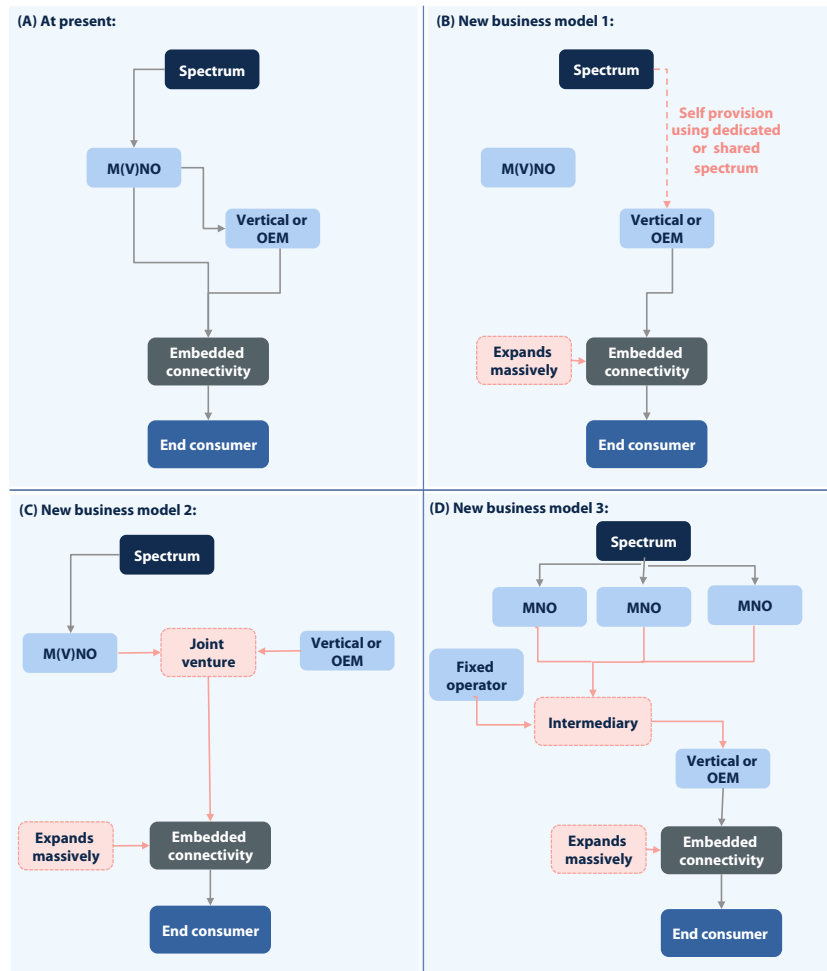 (A) At present:
Spectrum
M(V)NO
Vertical or
OEM
Embedded
connectivity
End consumer
(B) New business model 1:
Spectrum
Self provision
using dedicated
or shared
spectrum
M(V)NO
Vertical or
OEM
Expands
massively
Embedded
connectivity
End consumer
(C) New business model 2:
Spectrum
M(V)NO
Joint
venture
Vertical or
OEM
Expands
massively
Embedded
connectivity
End consumer
(D) New business model 3:
Spectrum
MNO
MNO
MNO
Fixed
operator
Intermediary
Vertical or
OEM
Expands
massively
Embedded
connectivity
End consumer